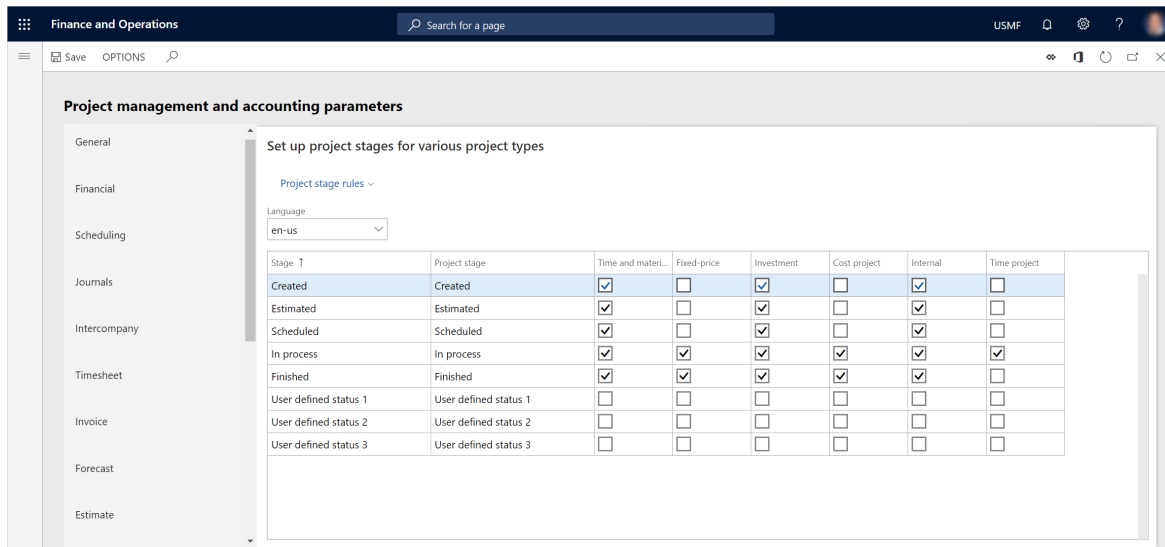 Finance and Operations
Search for a page
USMF
?
Save OPTIONS
Project management and accounting parameters
General
Financial
Scheduling
Journals
Intercompany
Timesheet
Invoice
Forecast
Estimate
Set up project stages for various project types
Project stage rules
Language
en-us
Stage ↑ Project stage Time and materi... Fixed-price Investment Cost project Internal Time project
Created Created
Estimated Estimated
Scheduled Scheduled
In process In process
Finished Finished
User defined status 1 User defined status 1
User defined status 2 User defined status 2
User defined status 3 User defined status 3